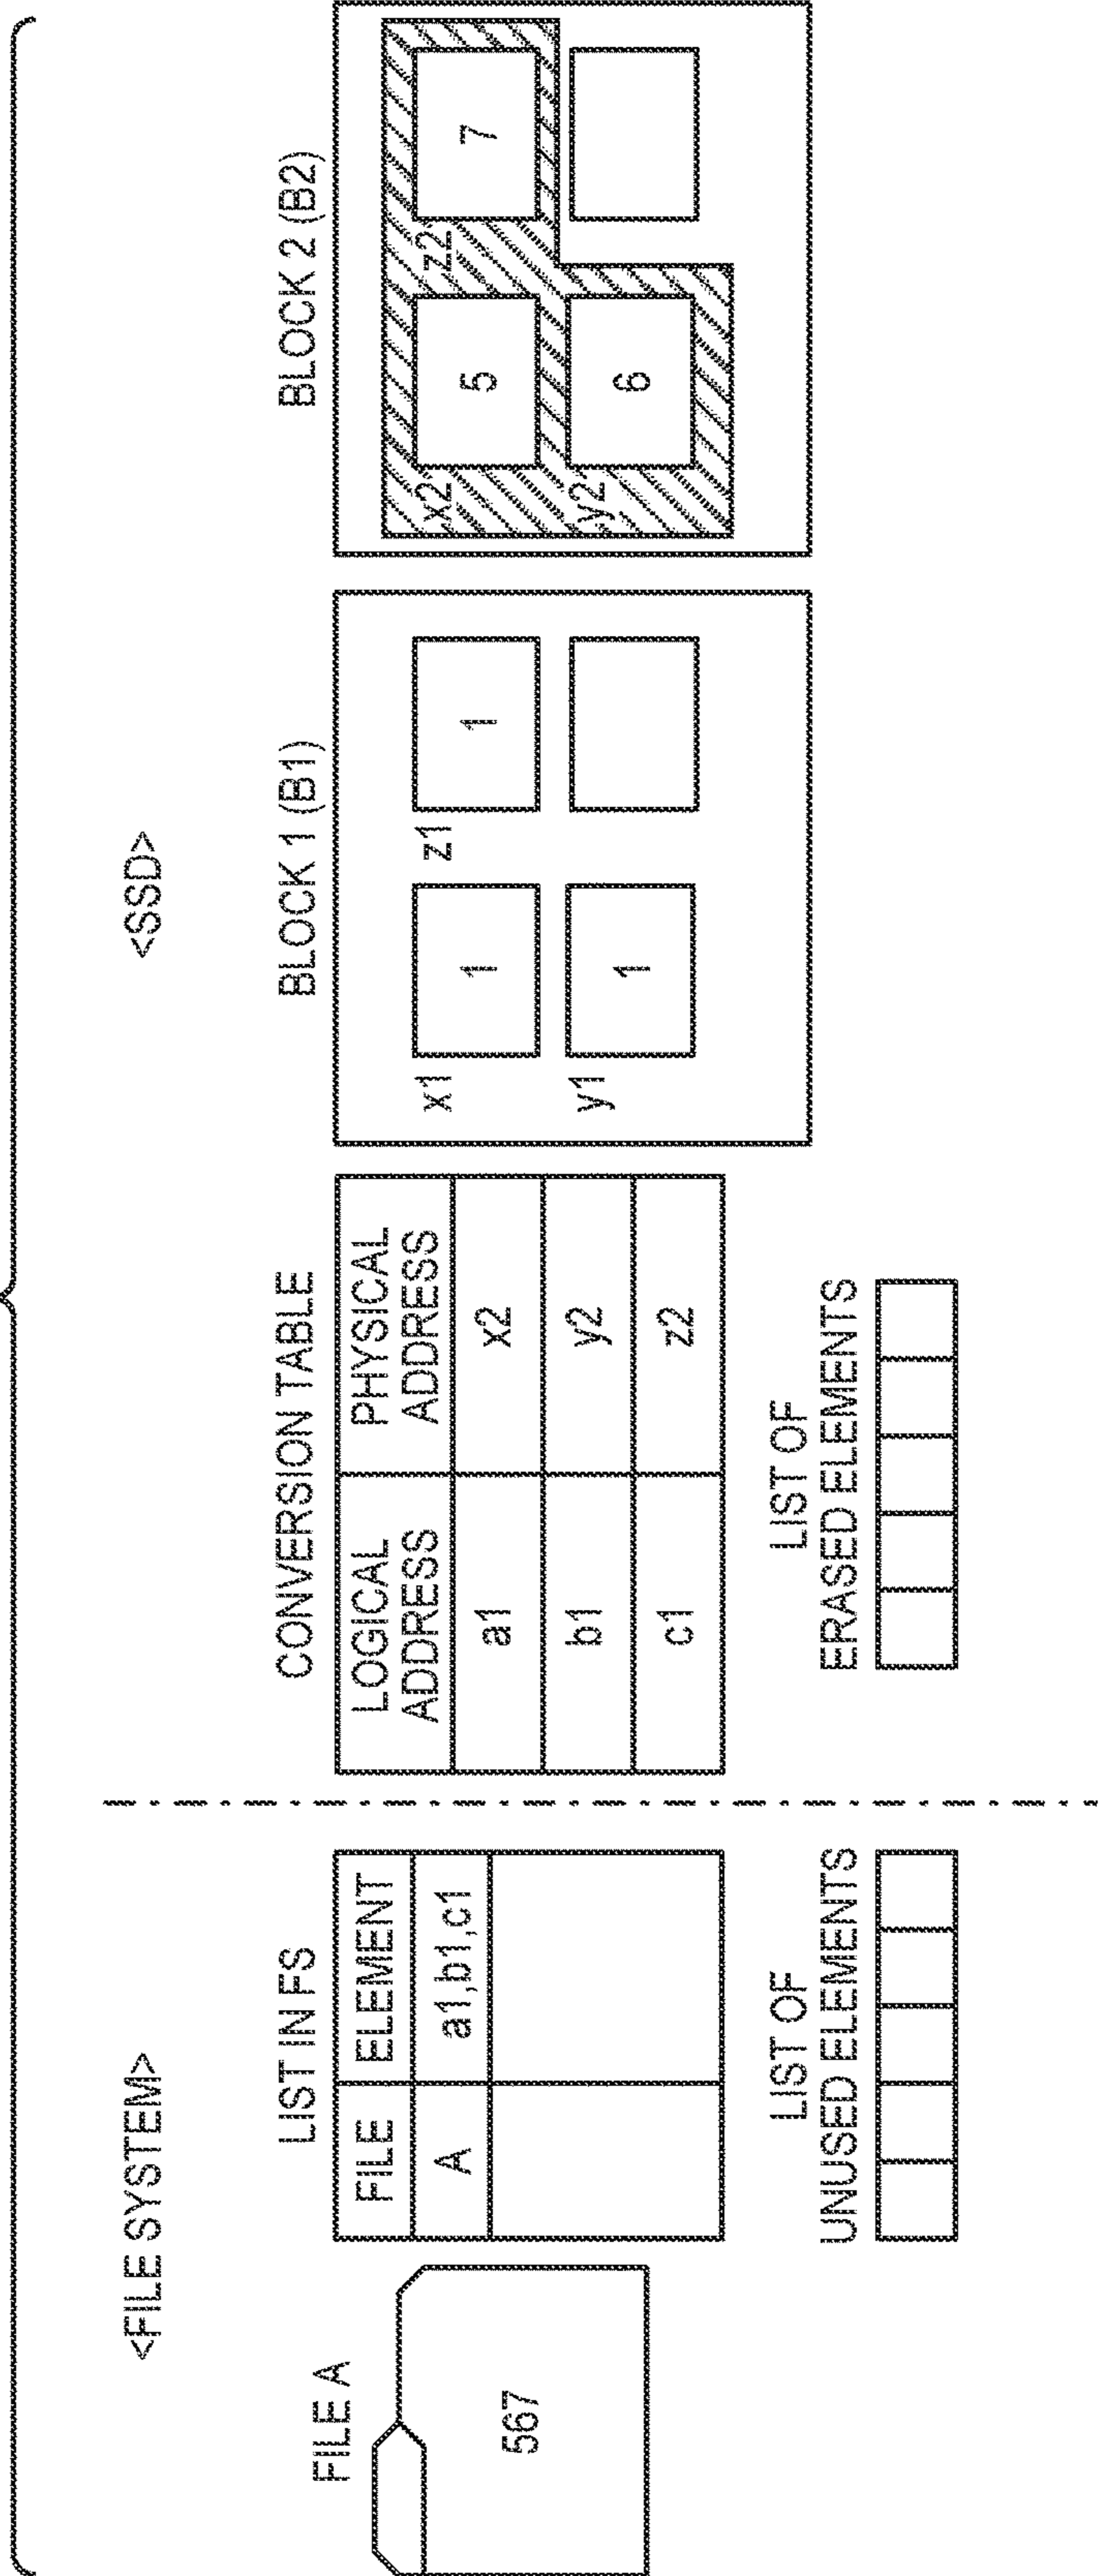 <FILE SYSTEM>
<SSD>
FILE A
567
LIST IN FS
FILE ELEMENT
A a1,b1,c1
LIST OF
UNUSED ELEMENTS
CONVERSION TABLE
LOGICAL
ADDRESS
PHYSICAL
ADDRESS
a1 x2
b1 y2
c1 z2
LIST OF
ERASED ELEMENTS
BLOCK 1 (B1)
x1 1 z1 1
y1 1
BLOCK 2 (B2)
x2 5 z2 7
y2 6